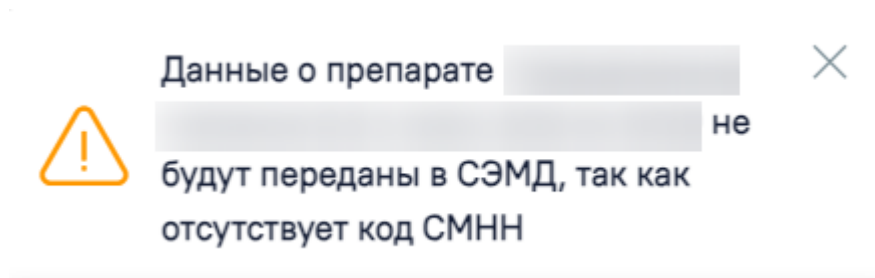 Данные о препарате
не
будут переданы в СЭМД, так как
отсутствует код СМНН